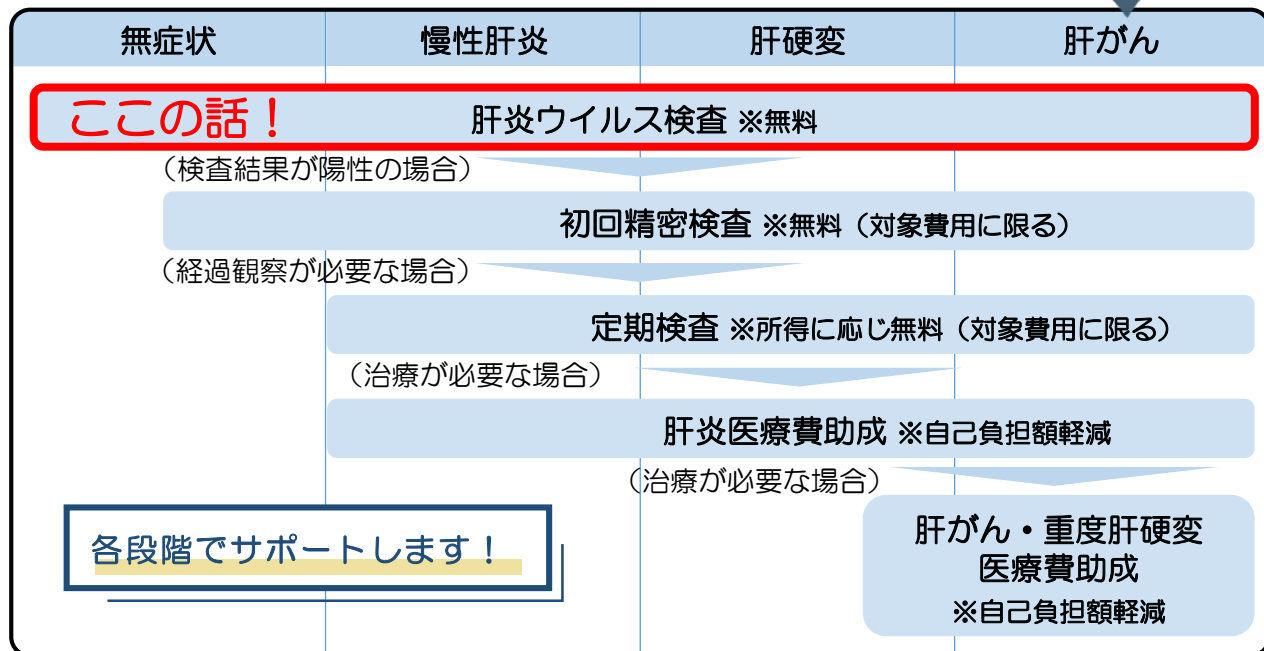 無症状
慢性肝炎
肝硬変
肝がん
ここの話！
肝炎ウイルス検査 ※無料
（検査結果が陽性の場合）
初回精密検査 ※無料（対象費用に限る）
（経過観察が必要な場合）
定期検査 ※所得に応じ無料（対象費用に限る）
（治療が必要な場合）
肝炎医療費助成 ※自己負担額軽減
（治療が必要な場合）
各段階でサポートします！
肝がん・重度肝硬変
医療費助成
※自己負担額軽減